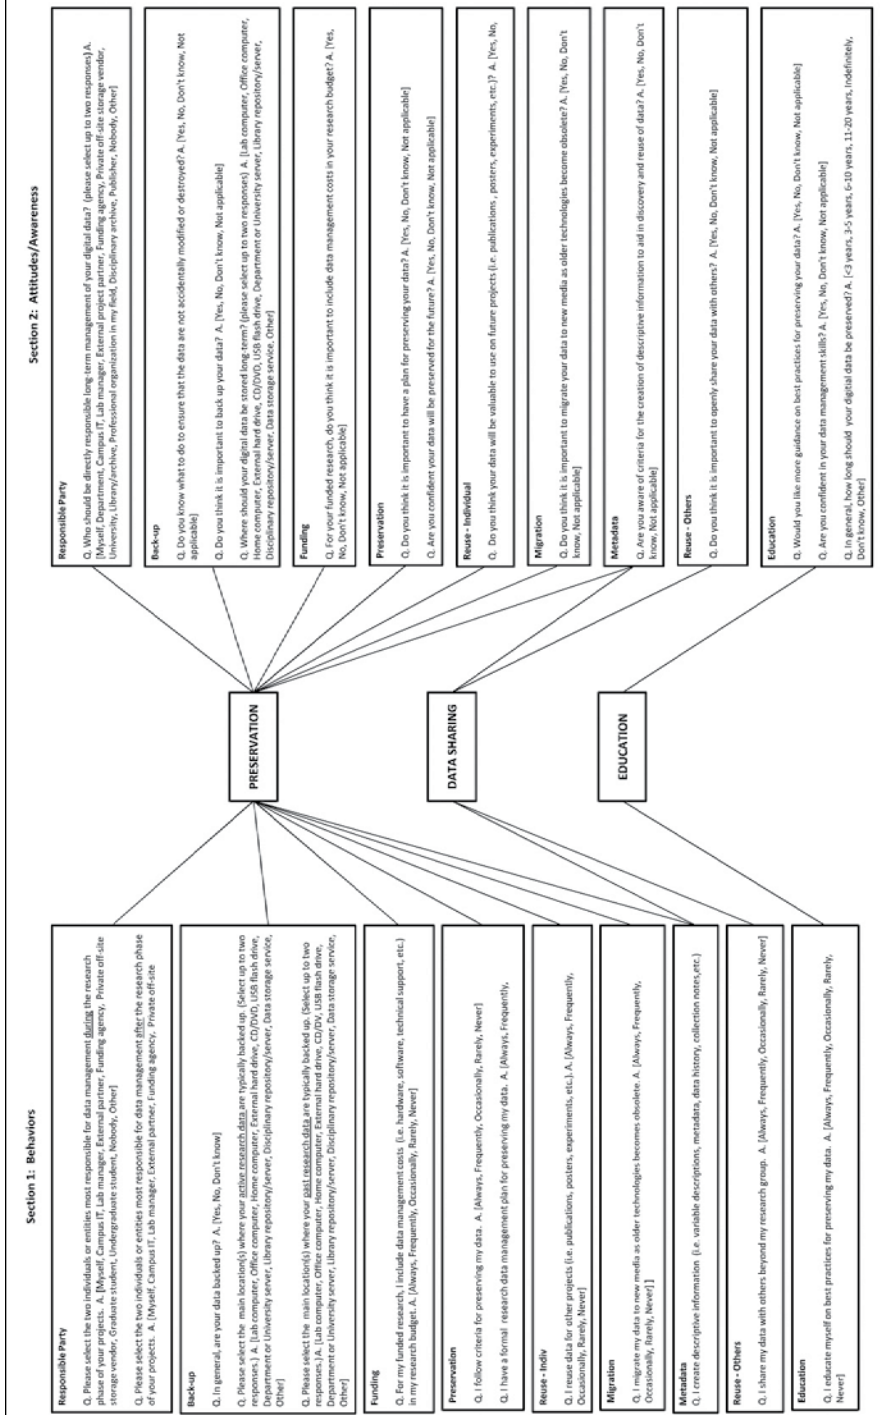 Section 1: Behaviors
Responsible Party
Q. Please select the two individuals or entities most responsible for data management during the research
phase of your projects. A. [Myself, Campus IT, Lab manager, External partner, Funding agency, Private off-site
storage vendor, Graduate student, Undergraduate student, Nobody, Other]
Q. Please select the two individuals or entities most responsible for data management after the research phase
of your projects. A. [Myself, Campus IT, Lab manager, External partner, Funding agency, Private off-site
Back-up
Q. In general, are your data backed up? A. [Yes, No, Don't know]
Q. Please select the main location(s) where your active research data are typically backed up. (Select up to two
responses.) A. [Lab computer, Office computer, Home computer, External hard drive, CD/DVD, USB flash drive,
Department or University server, Library repository/server, Disciplinary repository/server, Data storage service,
Other]
Q. Please select the main location(s) where your past research data are typically backed up. (Select up to two
responses.) A. [Lab computer, Office computer, Home computer, External hard drive, CD/DV, USB flash drive,
Department or University server, Library repository/server, Disciplinary repository/server, Data storage service,
Other]
Funding
Q. For my funded research, I include data management costs (i.e. hardware, software, technical support, etc.)
in my research budget. A. [Always, Frequently, Occasionally, Rarely, Never]
Preservation
Q. I follow criteria for preserving my data. A. [Always, Frequently, Occasionally, Rarely, Never]
Q. I have a formal research data management plan for preserving my data. A. [Always, Frequently,
Reuse - Indiv
Q. I reuse data for other projects (i.e. publications, posters, experiments, etc.). A. [Always, Frequently,
Occasionally, Rarely, Never]
Migration
Q. I migrate my data to new media as older technologies becomes obsolete. A. [Always, Frequently,
Occasionally, Rarely, Never] ]
Metadata
Q. I create descriptive information (i.e. variable descriptions, metadata, data history, collection notes,etc.)
Reuse - Others
Q. I share my data with others beyond my research group. A. [Always, Frequently, Occasionally, Rarely, Never]
Education
Q. I educate myself on best practices for preserving my data. A. [Always, Frequently, Occasionally, Rarely,
Never]
PRESERVATION
DATA SHARING
EDUCATION
Section 2: Attitudes/Awareness
Responsible Party
Q. Who should be directly responsible long-term management of your digital data? (please select up to two responses) A.
[Myself, Department, Campus IT, Lab manager, External project partner, Funding agency, Private off-site storage vendor,
University, Library/archive, Professional organization in my field, Disciplinary archive, Publisher, Nobody, Other]
Back-up
Q. Do you know what to do to ensure that the data are not accidentally modified or destroyed? A. [Yes, No, Don't know, Not
applicable]
Q. Do you think it is important to back up your data? A. [Yes, No, Don't know, Not applicable]
Q. Where should your digital data be stored long-term? (please select up to two responses) A. [Lab computer, Office computer,
Home computer, External hard drive, CD/DVD, USB flash drive, Department or University server, Library repository/server,
Disciplinary repository/server, Data storage service, Other]
Funding
Q. For your funded research, do you think it is important to include data management costs in your research budget? A. [Yes,
No, Don't know, Not applicable]
Preservation
Q. Do you think it is important to have a plan for preserving your data? A. [Yes, No, Don't know, Not applicable]
Q. Are you confident your data will be preserved for the future? A. [Yes, No, Don't know, Not applicable]
Reuse - Individual
Q. Do you think your data will be valuable to use on future projects (i.e. publications , posters, experiments, etc.)? A. [Yes, No,
Migration
Q. Do you think it is important to migrate your data to new media as older technologies become obsolete? A. [Yes, No, Don't
know, Not applicable]
Metadata
Q. Are you aware of criteria for the creation of descriptive information to aid in discovery and reuse of data? A. [Yes, No, Don't
know, Not applicable]
Reuse - Others
Q. Do you think it is important to openly share your data with others? A. [Yes, No, Don't know, Not applicable]
Education
Q. Would you like more guidance on best practices for preserving your data? A. [Yes, No, Don't know, Not applicable]
Q. Are you confident in your data management skills? A. [Yes, No, Don't know, Not applicable]
Q. In general, how long should your digitial data be preserved? A. [<3 years, 3-5 years, 6-10 years, 11-20 years, Indefinitely,
Don't know, Other]